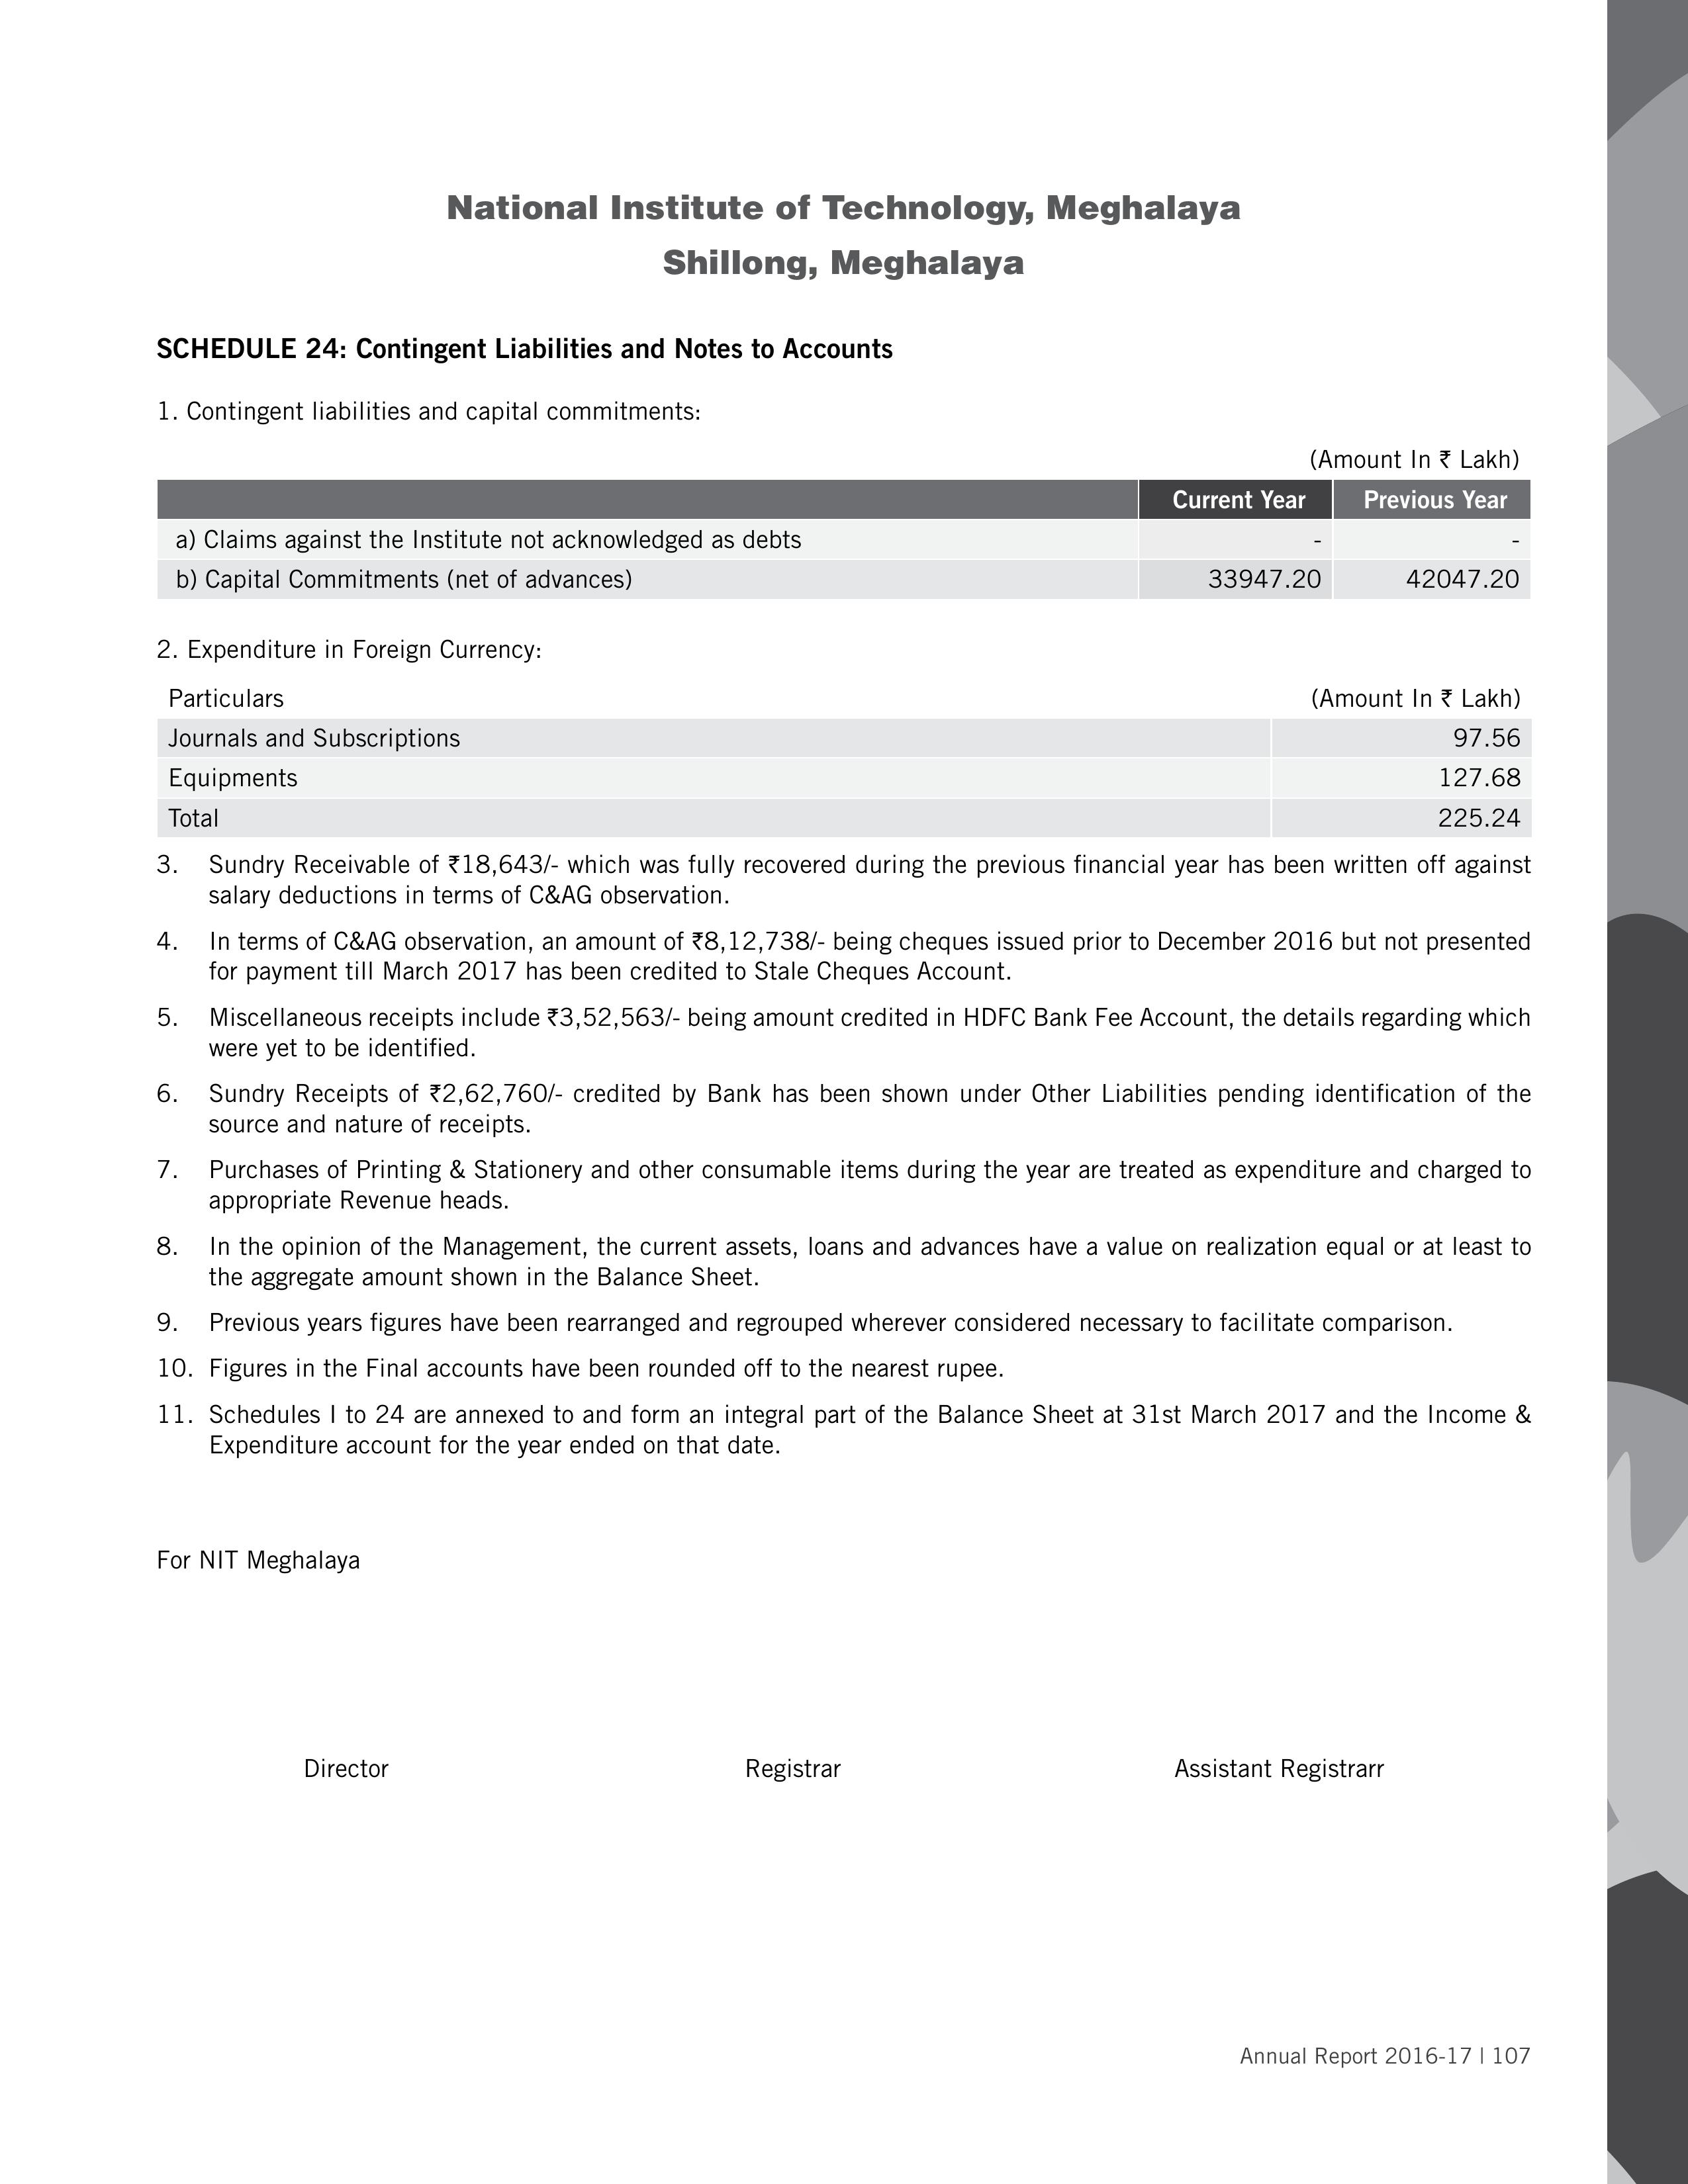 National Institute of Technology, Meghalaya
Shillong, Meghalaya
SCHEDULE 24: Contingent Liabilities and Notes to Accounts
1. Contingent liabilities and capital commitments:
(Amount In ₹ Lakh)
Current Year Previous Year
a) Claims against the Institute not acknowledged as debts - -
b) Capital Commitments (net of advances) 33947.20 42047.20
2. Expenditure in Foreign Currency:
Particulars (Amount In ₹ Lakh)
Journals and Subscriptions 97.56
Equipments 127.68
Total 225.24
3. Sundry Receivable of ₹18,643/- which was fully recovered during the previous financial year has been written off against
salary deductions in terms of C&AG observation.
4. In terms of C&AG observation, an amount of ₹8,12,738/- being cheques issued prior to December 2016 but not presented
for payment till March 2017 has been credited to Stale Cheques Account.
5. Miscellaneous receipts include ₹3,52,563/- being amount credited in HDFC Bank Fee Account, the details regarding which
were yet to be identified.
6. Sundry Receipts of ₹2,62,760/- credited by Bank has been shown under Other Liabilities pending identification of the
source and nature of receipts.
7. Purchases of Printing & Stationery and other consumable items during the year are treated as expenditure and charged to
appropriate Revenue heads.
8. In the opinion of the Management, the current assets, loans and advances have a value on realization equal or at least to
the aggregate amount shown in the Balance Sheet.
9. Previous years figures have been rearranged and regrouped wherever considered necessary to facilitate comparison.
10. Figures in the Final accounts have been rounded off to the nearest rupee.
11. Schedules I to 24 are annexed to and form an integral part of the Balance Sheet at 31st March 2017 and the Income &
Expenditure account for the year ended on that date.
For NIT Meghalaya
Director Registrar Assistant Registrarr
Annual Report 2016-17 | 107